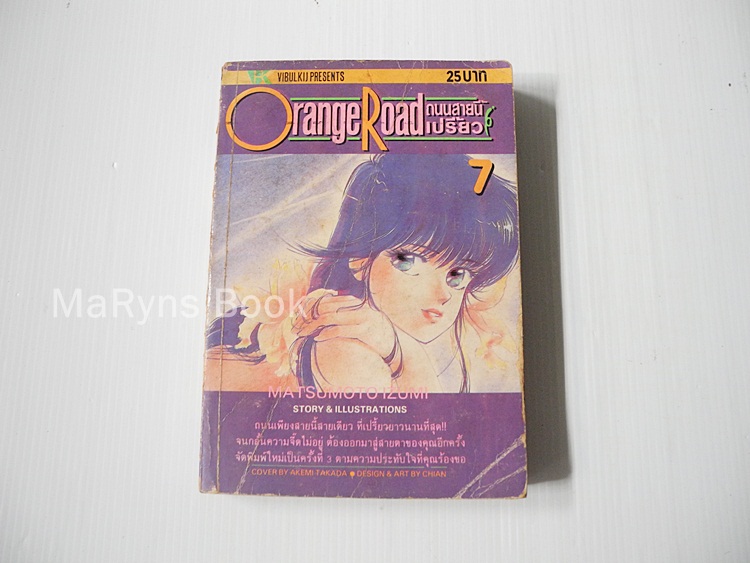 VK VIBULKIJ PRESENTS 25 บาท
Orange Road ถนนสายนี้
เปรี้ยว
7
MaRyns Book
MATSUMOTO IZUMI
STORY & ILLUSTRATIONS
ถนนเพียงสายนี้สายเดียว ที่เปรี้ยวยาวนานที่สุด!!
จนกลั้นความจี๊ดไม่อยู่ ต้องออกมาสู่สายตาของคุณอีกครั้ง
จัดพิมพ์ใหม่เป็นครั้งที่ 3 ตามความประทับใจที่คุณร้องขอ
COVER BY AKEMI TAKADA ● DESIGN & ART BY CHIAN